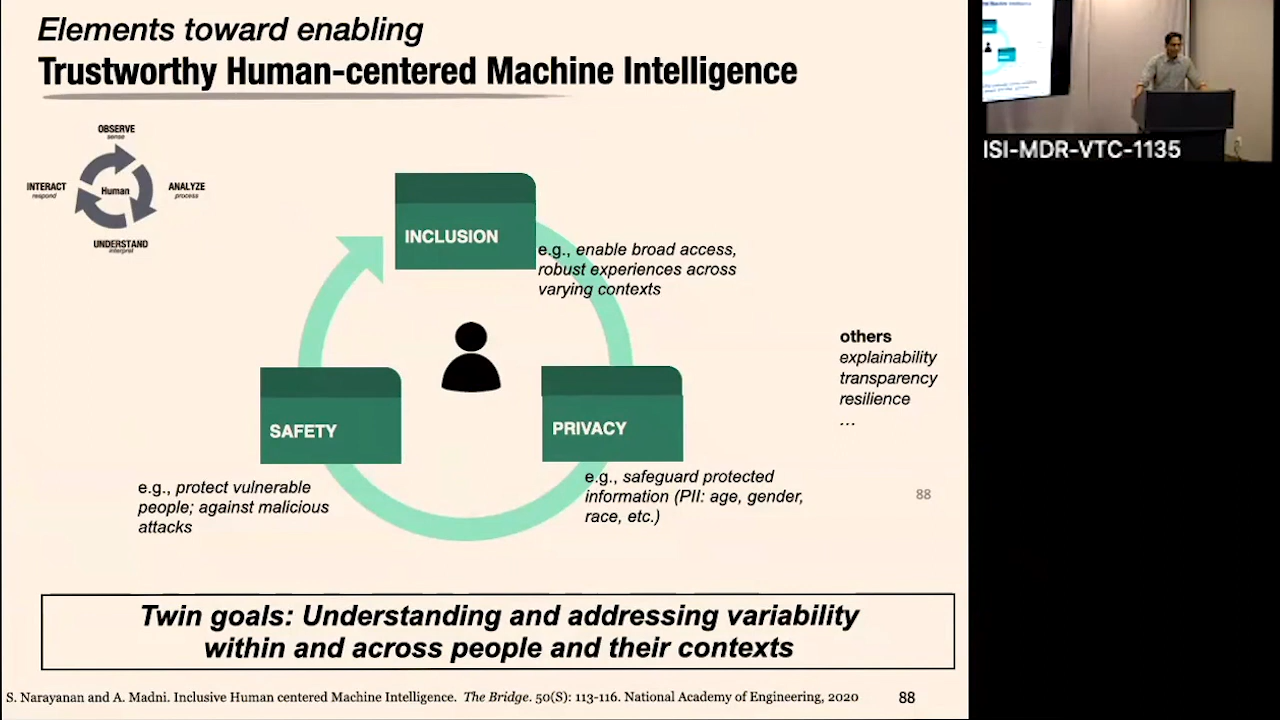 Elements toward enabling
Trustworthy Human-centered Machine Intelligence
OBSERVE
sense
INTERACT
respond
Human
ANALYZE
process
UNDERSTAND
interpret
INCLUSION
e.g., enable broad access,
robust experiences across
varying contexts
others
explainability
transparency
resilience
...
SAFETY
PRIVACY
e.g., protect vulnerable
people; against malicious
attacks
e.g., safeguard protected
information (PII: age, gender,
race, etc.)
88
Twin goals: Understanding and addressing variability
within and across people and their contexts
S. Narayanan and A. Madni. Inclusive Human centered Machine Intelligence. The Bridge. 50(S): 113-116. National Academy of Engineering, 2020
88
ISI-MDR-VTC-1135